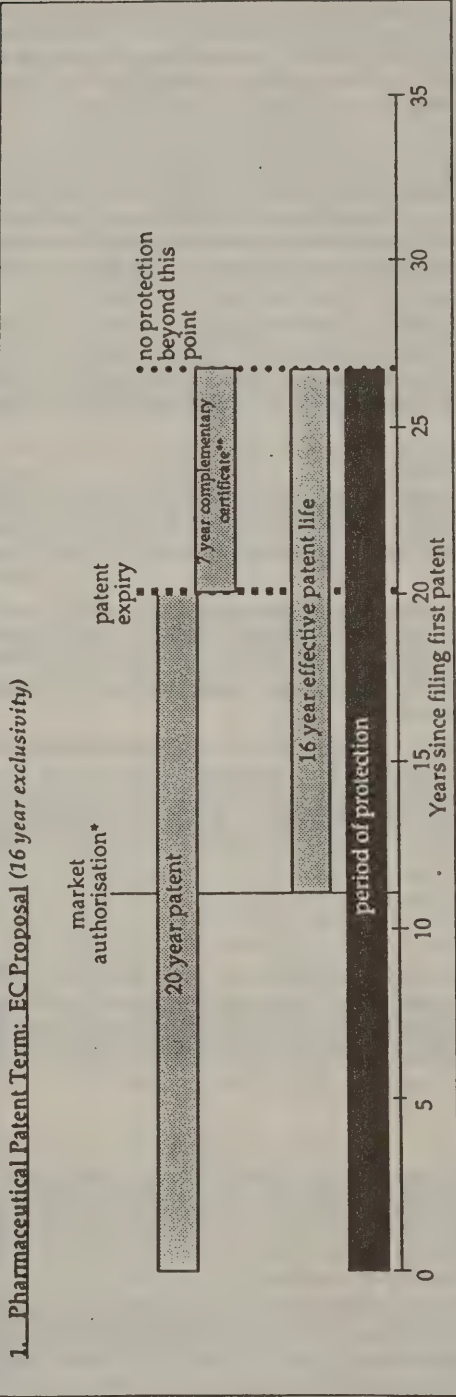 1. Pharmaceutical Patent Term: EC Proposal (16 year exclusivity)
market
authorisation*
patent
expiry
no protection
beyond this
point
20 year patent
7 year complementary
certificate**
16 year effective patent life
period of protection
0 5 10 15 20 25 30 35
Years since filing first patent